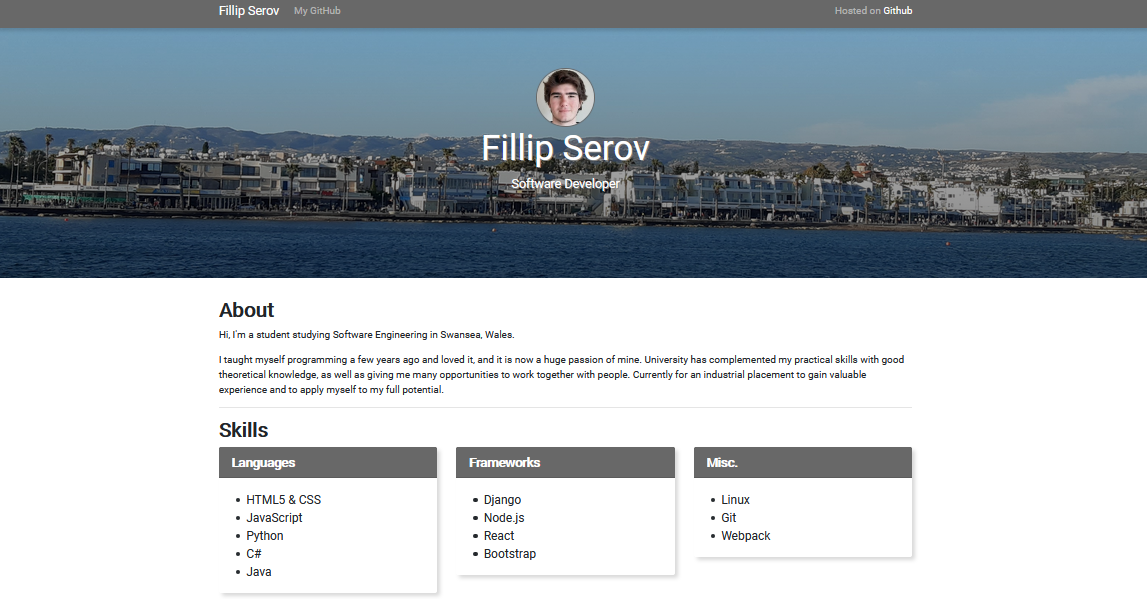 Fillip Serov My GitHub Hosted on Github
Fillip Serov
Software Developer
About
Hi, I'm a student studying Software Engineering in Swansea, Wales.
I taught myself programming a few years ago and loved it, and it is now a huge passion of mine. University has complemented my practical skills with good
theoretical knowledge, as well as giving me many opportunities to work together with people. Currently for an industrial placement to gain valuable
experience and to apply myself to my full potential.
Skills
Languages
HTML5 & CSS
JavaScript
Python
C#
Java
Frameworks
Django
Node.js
React
Bootstrap
Misc.
Linux
Git
Webpack